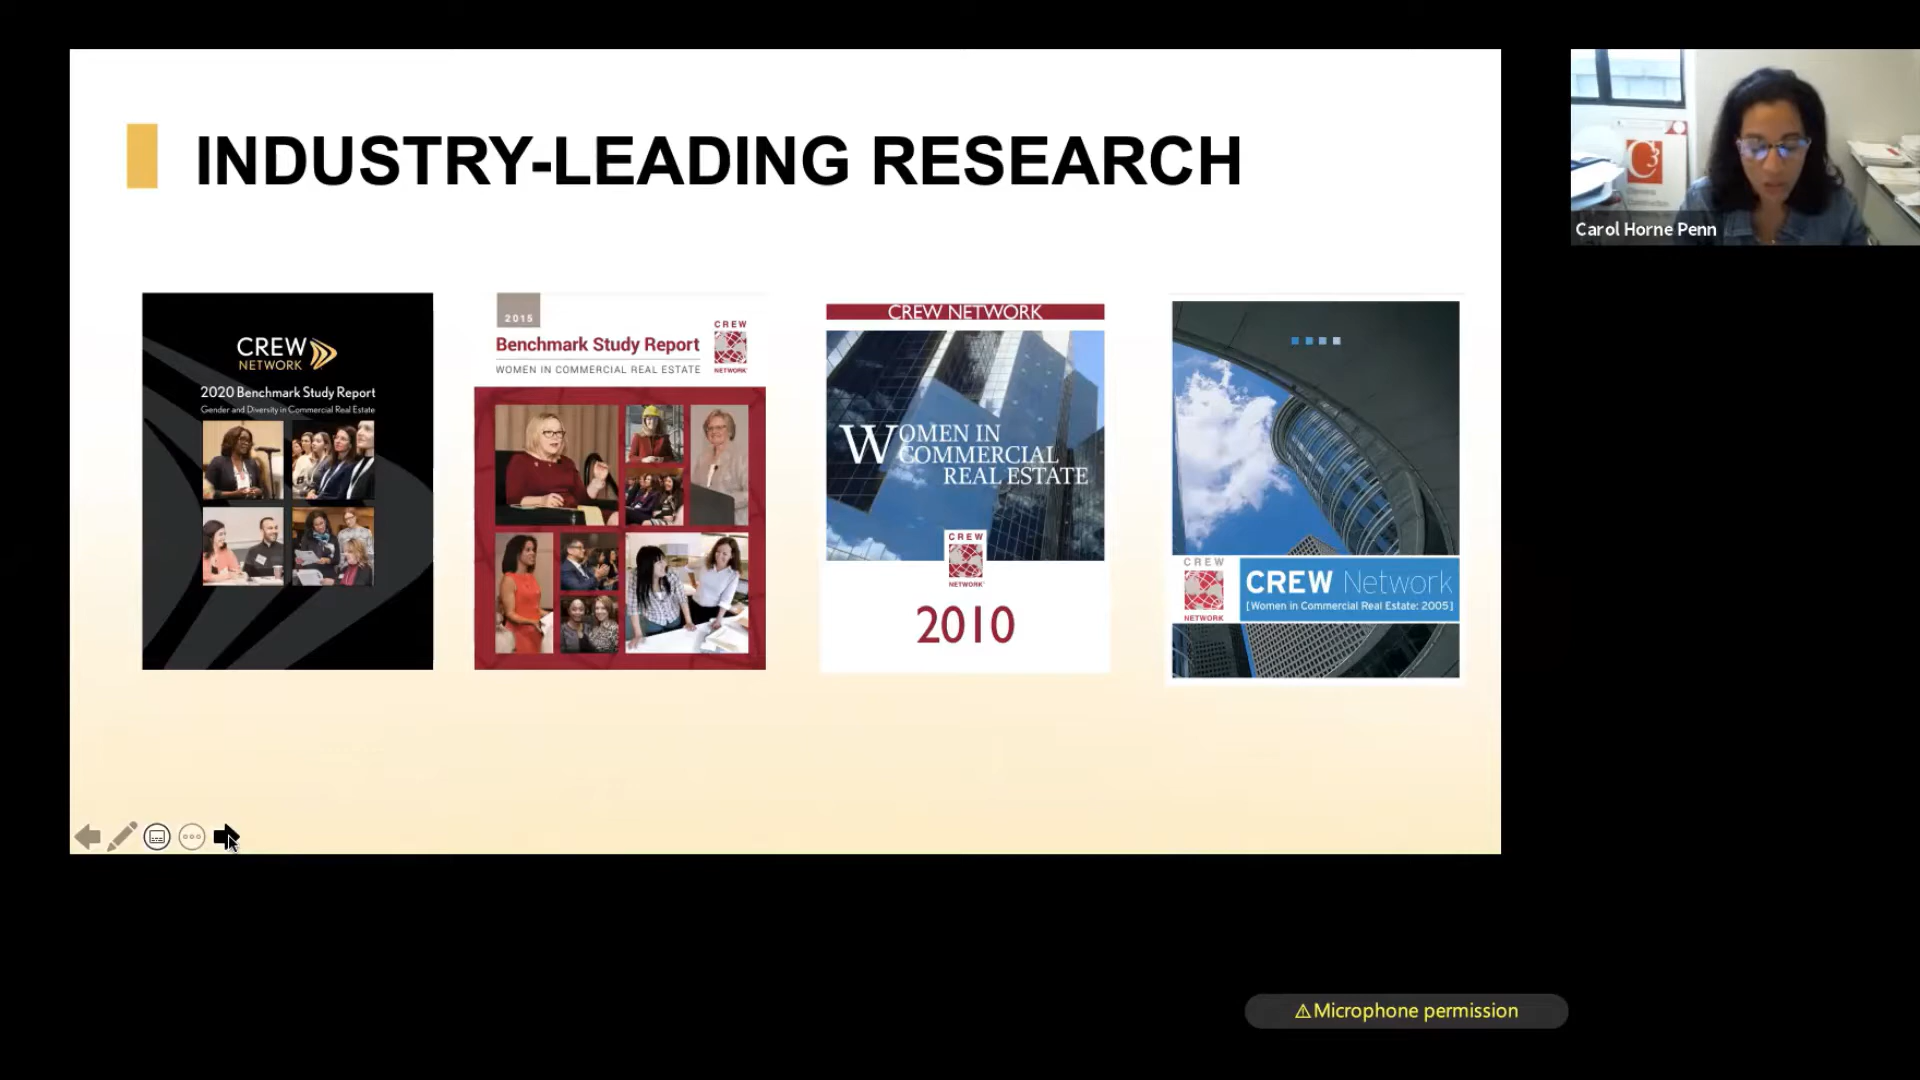 INDUSTRY-LEADING RESEARCH
CREW
NETWORK
2020 Benchmark Study Report
Gender and Diversity in Commercial Real Estate
2015
Benchmark Study Report
WOMEN IN COMMERCIAL REAL ESTATE
CREW
NETWORK
CREW NETWORK
WOMEN IN
COMMERCIAL
REAL ESTATE
CREW
NETWORK
2010
CREW
NETWORK
CREW Network
[Women in Commercial Real Estate: 2005]
C3
Carol Horne Penn
⚠Microphone permission